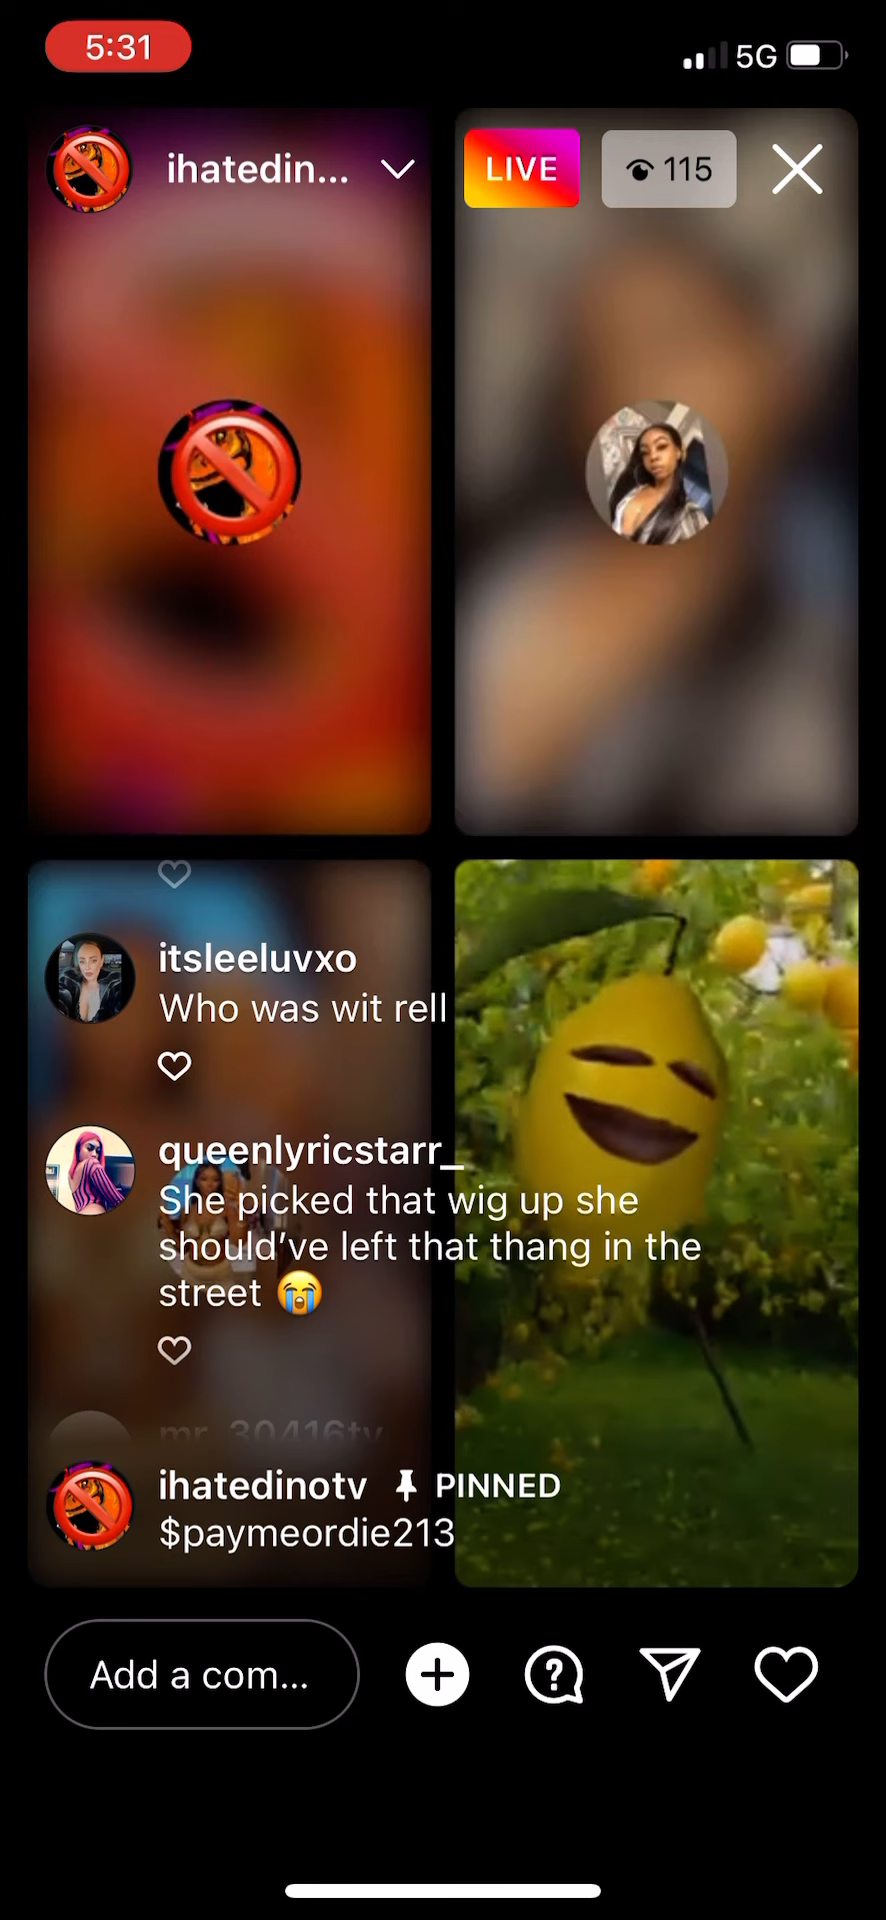 5:31
5G
ihatedin...
LIVE
115
itsleeluvxo
Who was wit rell
queenlyricstarr_
She picked that wig up she
should've left that thang in the
street 😭
mr_30416tv
ihatedinotv PINNED
$paymeordie213
Add a com...